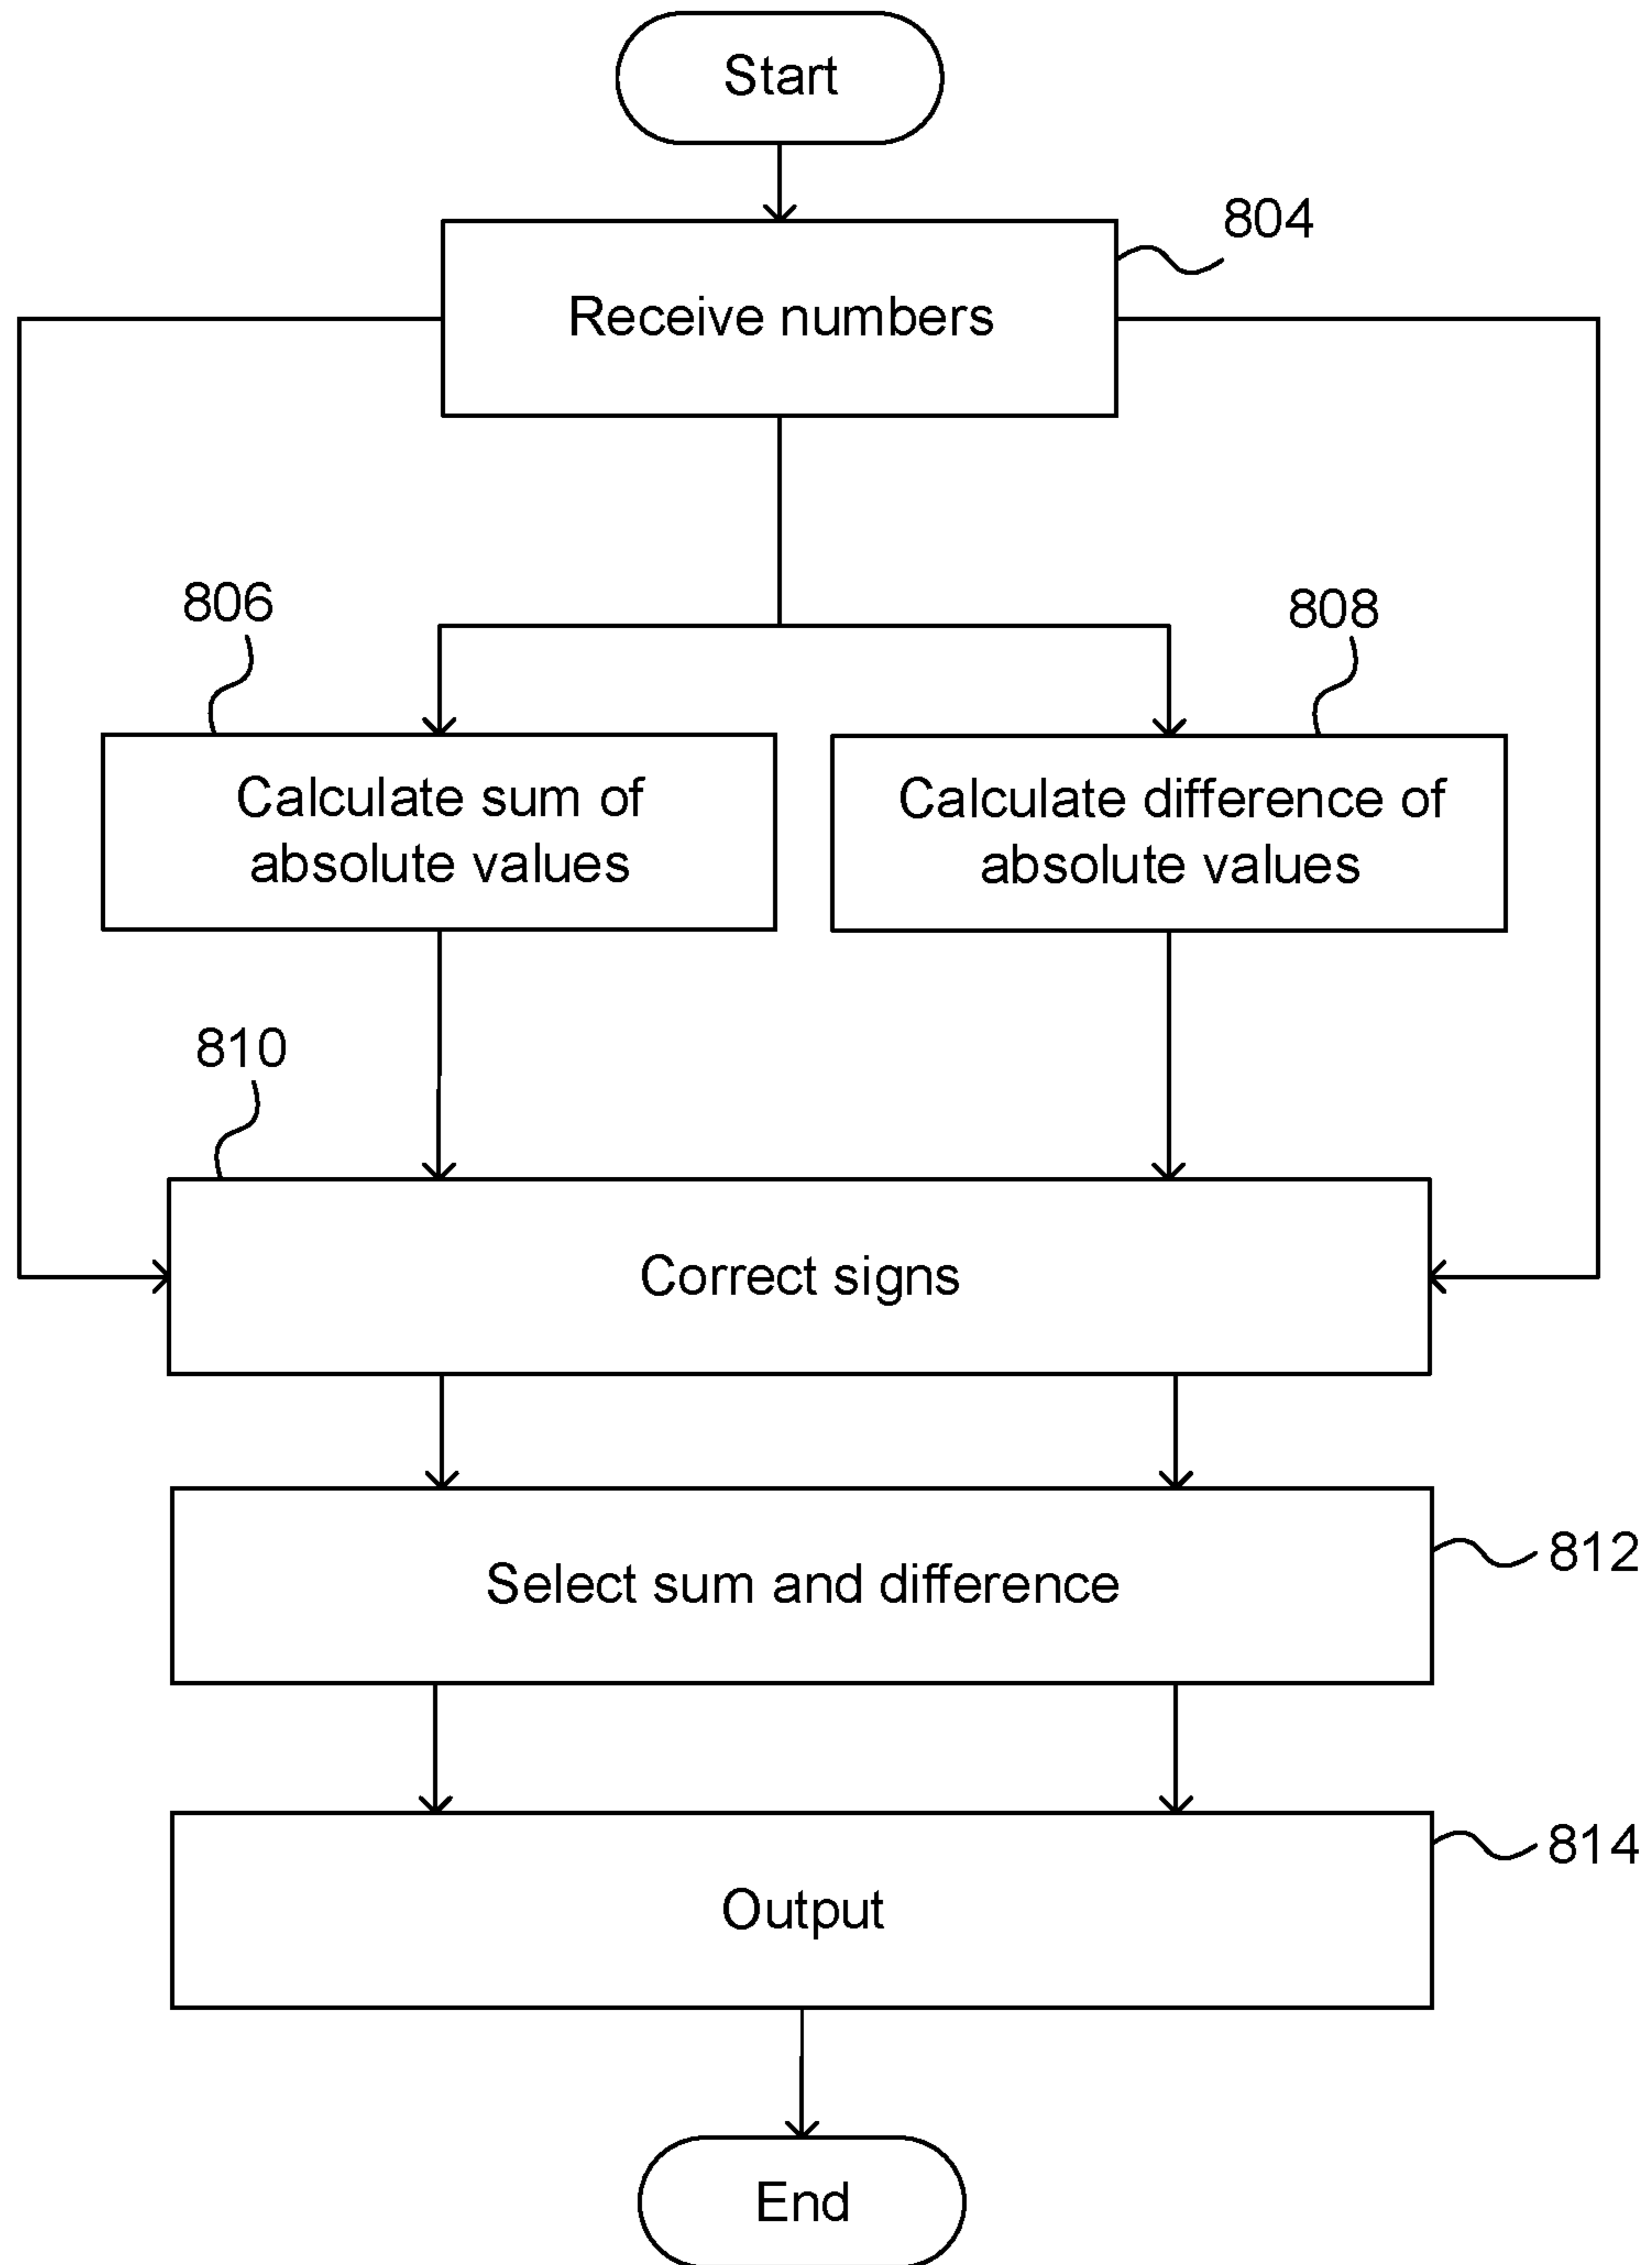 Start
804
Receive numbers
806
808
Calculate sum of
absolute values
Calculate difference of
absolute values
810
Correct signs
Select sum and difference
812
814
Output
End